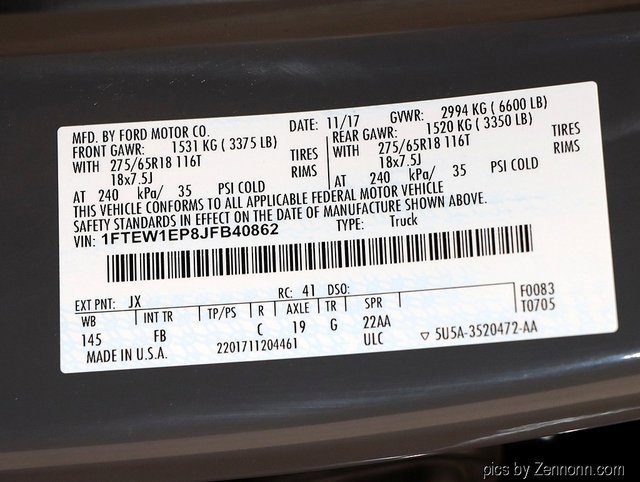 MFD. BY FORD MOTOR CO. DATE: 11/17 GVWR: 2994 KG ( 6600 LB)
FRONT GAWR: 1531 KG ( 3375 LB) REAR GAWR: 1520 KG ( 3350 LB)
WITH 275/65R18 116T TIRES WITH 275/65R18 116T TIRES
18x7.5J RIMS 18x7.5J RIMS
AT 240 kPa/ 35 PSI COLD AT 240 kPa/ 35 PSI COLD
THIS VEHICLE CONFORMS TO ALL APPLICABLE FEDERAL MOTOR VEHICLE
SAFETY STANDARDS IN EFFECT ON THE DATE OF MANUFACTURE SHOWN ABOVE.
VIN: 1FTEW1EP8JFB40862 TYPE: Truck
EXT PNT: JX RC: 41 DSO: F0083
WB INT TR TP/PS R AXLE TR SPR T0705
145 FB C 19 G 22AA
MADE IN U.S.A. 2201711204461 ULC ▽ 5U5A-3520472-AA
pics by Zennonn.com